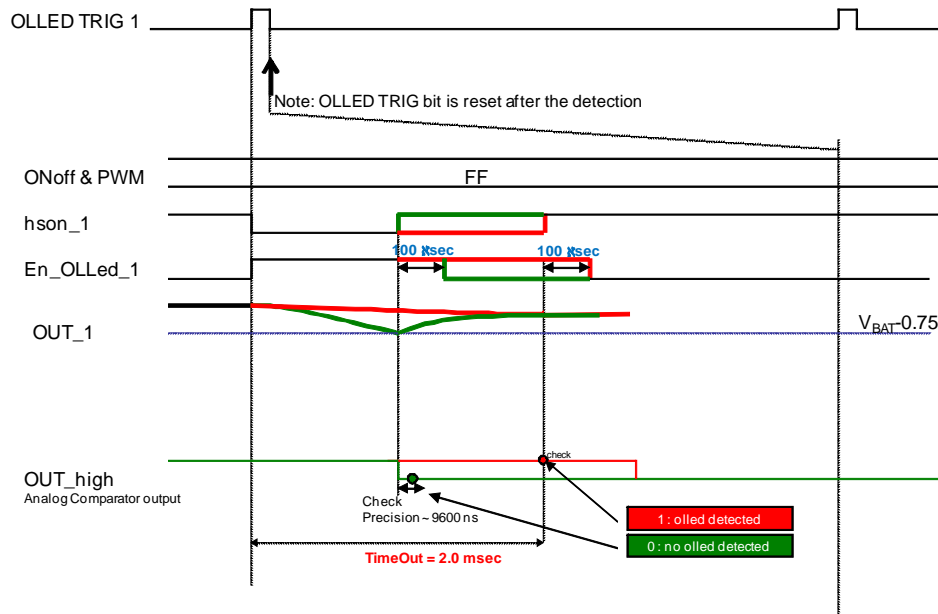 OLLED TRIG 1
Note: OLLED TRIG bit is reset after the detection
ONoff & PWM
FF
hson_1
100 sec
100 sec
En_OLLed_1
OUT_1
VBAT-0.75
check
OUT_high
Analog Comparator output
Check
Precision ~ 9600 ns
1 : olled detected
0 : no olled detected
TimeOut = 2.0 msec